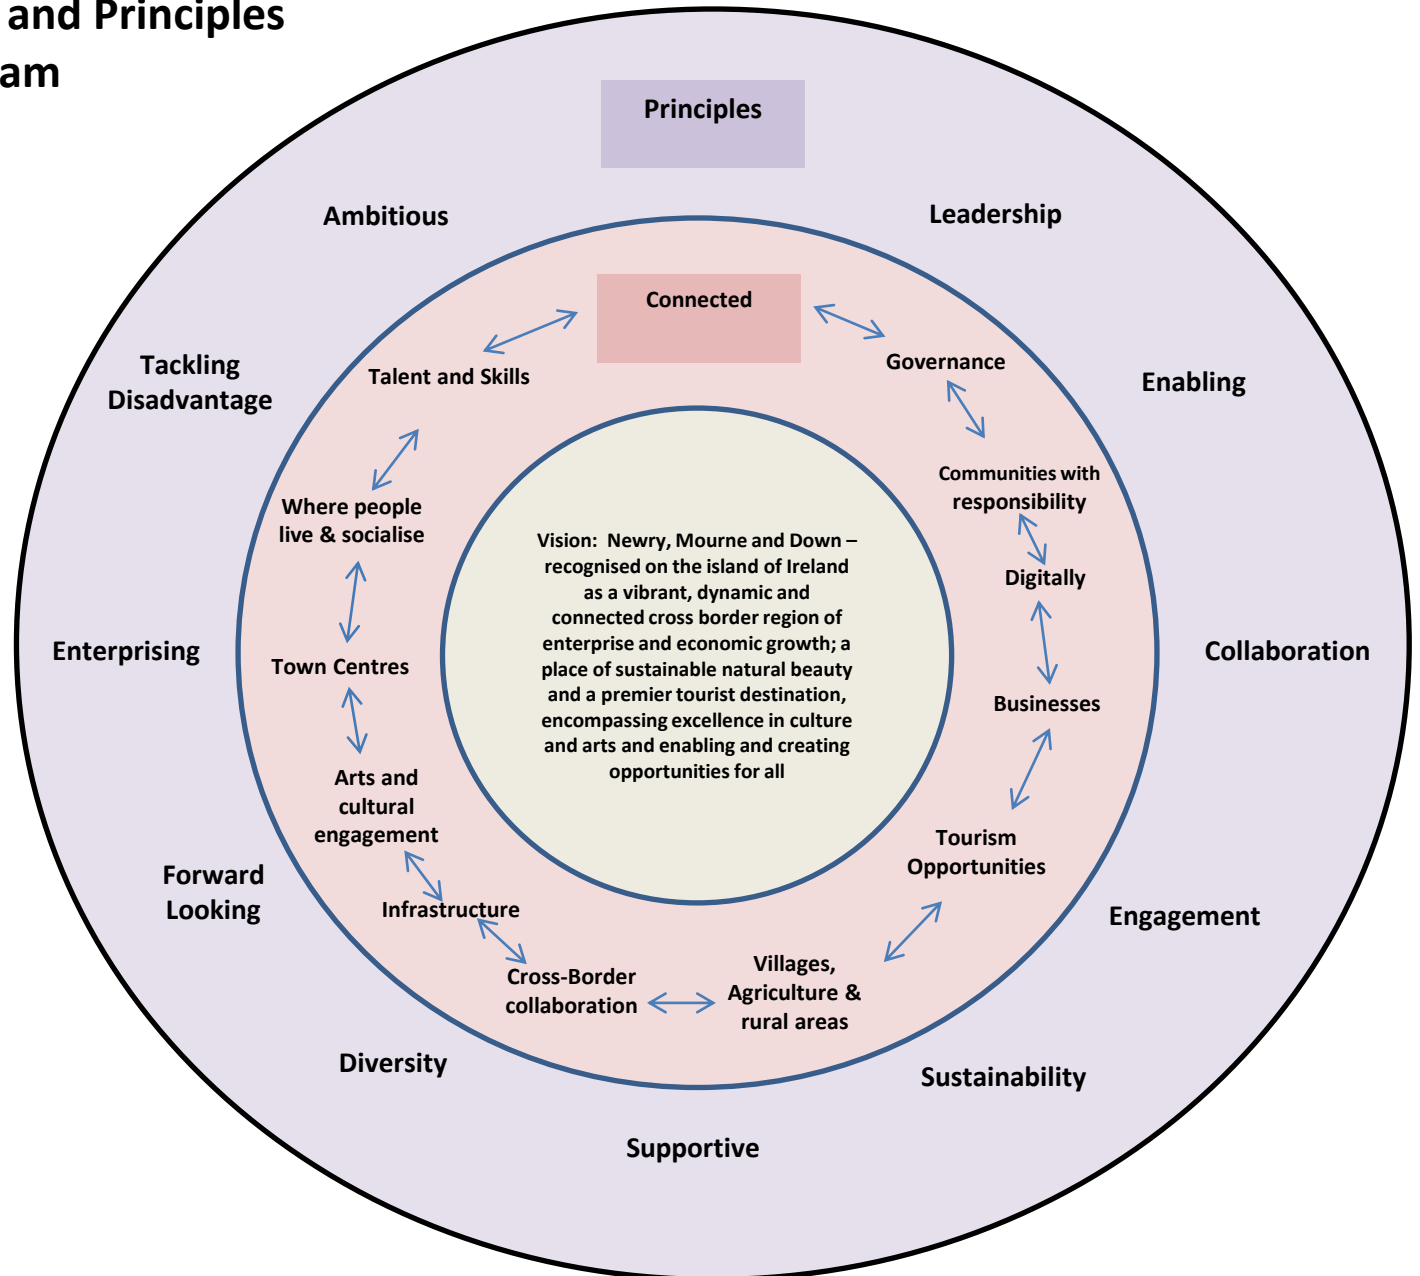 and Principles
am
Principles
Ambitious
Leadership
Tackling
Disadvantage
Enabling
Enterprising
Collaboration
Forward
Looking
Engagement
Diversity
Sustainability
Supportive
Connected
Talent and Skills
Governance
Where people
live & socialise
Communities with
responsibility
Digitally
Town Centres
Businesses
Arts and
cultural
engagement
Tourism
Opportunities
Infrastructure
Cross-Border
collaboration
Villages,
Agriculture &
rural areas
Vision: Newry, Mourne and Down –
recognised on the island of Ireland
as a vibrant, dynamic and
connected cross border region of
enterprise and economic growth; a
place of sustainable natural beauty
and a premier tourist destination,
encompassing excellence in culture
and arts and enabling and creating
opportunities for all